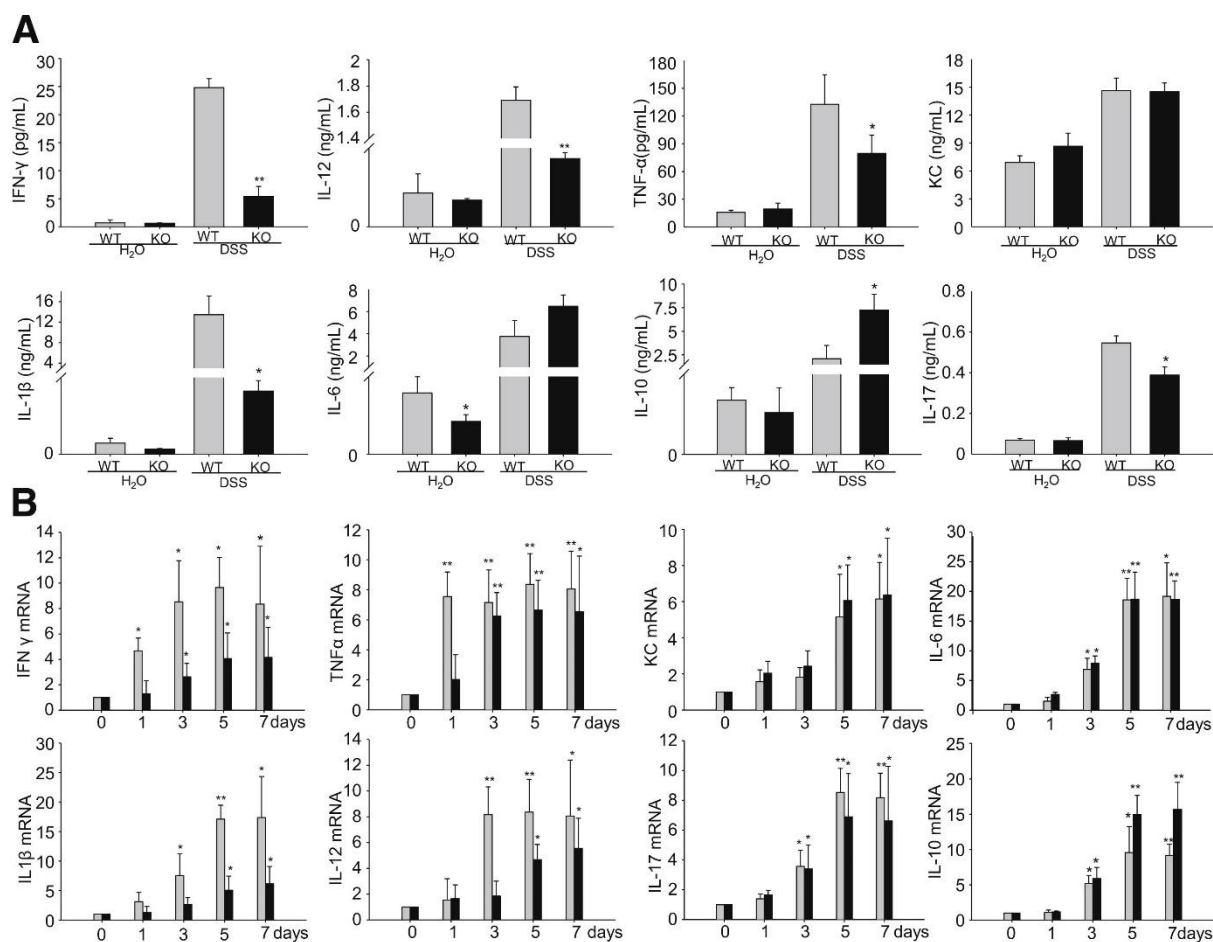 A
IFN-γ (pg/mL)
30
25
20
15
10
5
0
WT KO WT KO
H₂O DSS
IL-12 (ng/mL)
2
1.8
1.6
1.4
0
WT KO WT KO
H₂O DSS
**
TNF-α(pg/mL)
180
150
120
90
60
30
0
WT KO WT KO
H₂O DSS
*
KC (ng/mL)
18
15
12
9
6
3
0
WT KO WT KO
H₂O DSS
**
IL-1β (ng/mL)
16
13
10
7
4
0
WT KO WT KO
H₂O DSS
*
IL-6 (ng/mL)
8
6
4
2
0
WT KO WT KO
H₂O DSS
*
IL-10 (ng/mL)
10
7.5
5
2.5
0
WT KO WT KO
H₂O DSS
*
IL-17 (ng/mL)
0.8
0.6
0.4
0.2
0
WT KO WT KO
H₂O DSS
*
B
IFN γ mRNA
14
12
10
8
6
4
2
0
* * * * * * *
0 1 3 5 7 days
TNFα mRNA
14
12
10
8
6
4
2
0
** ** ** ** ** ** *
0 1 3 5 7 days
KC mRNA
10
8
6
4
2
0
* * * *
0 1 3 5 7 days
IL-6 mRNA
30
25
20
15
10
5
0
* * ** ** * **
0 1 3 5 7 days
IL1β mRNA
30
25
20
15
10
5
0
* ** * * *
0 1 3 5 7 days
IL-12 mRNA
14
12
10
8
6
4
2
0
** ** * * *
0 1 3 5 7 days
IL-17 mRNA
12
10
8
6
4
2
0
* * ** * ** *
0 1 3 5 7 days
IL-10 mRNA
25
20
15
10
5
0
* * * ** ** **
0 1 3 5 7 days